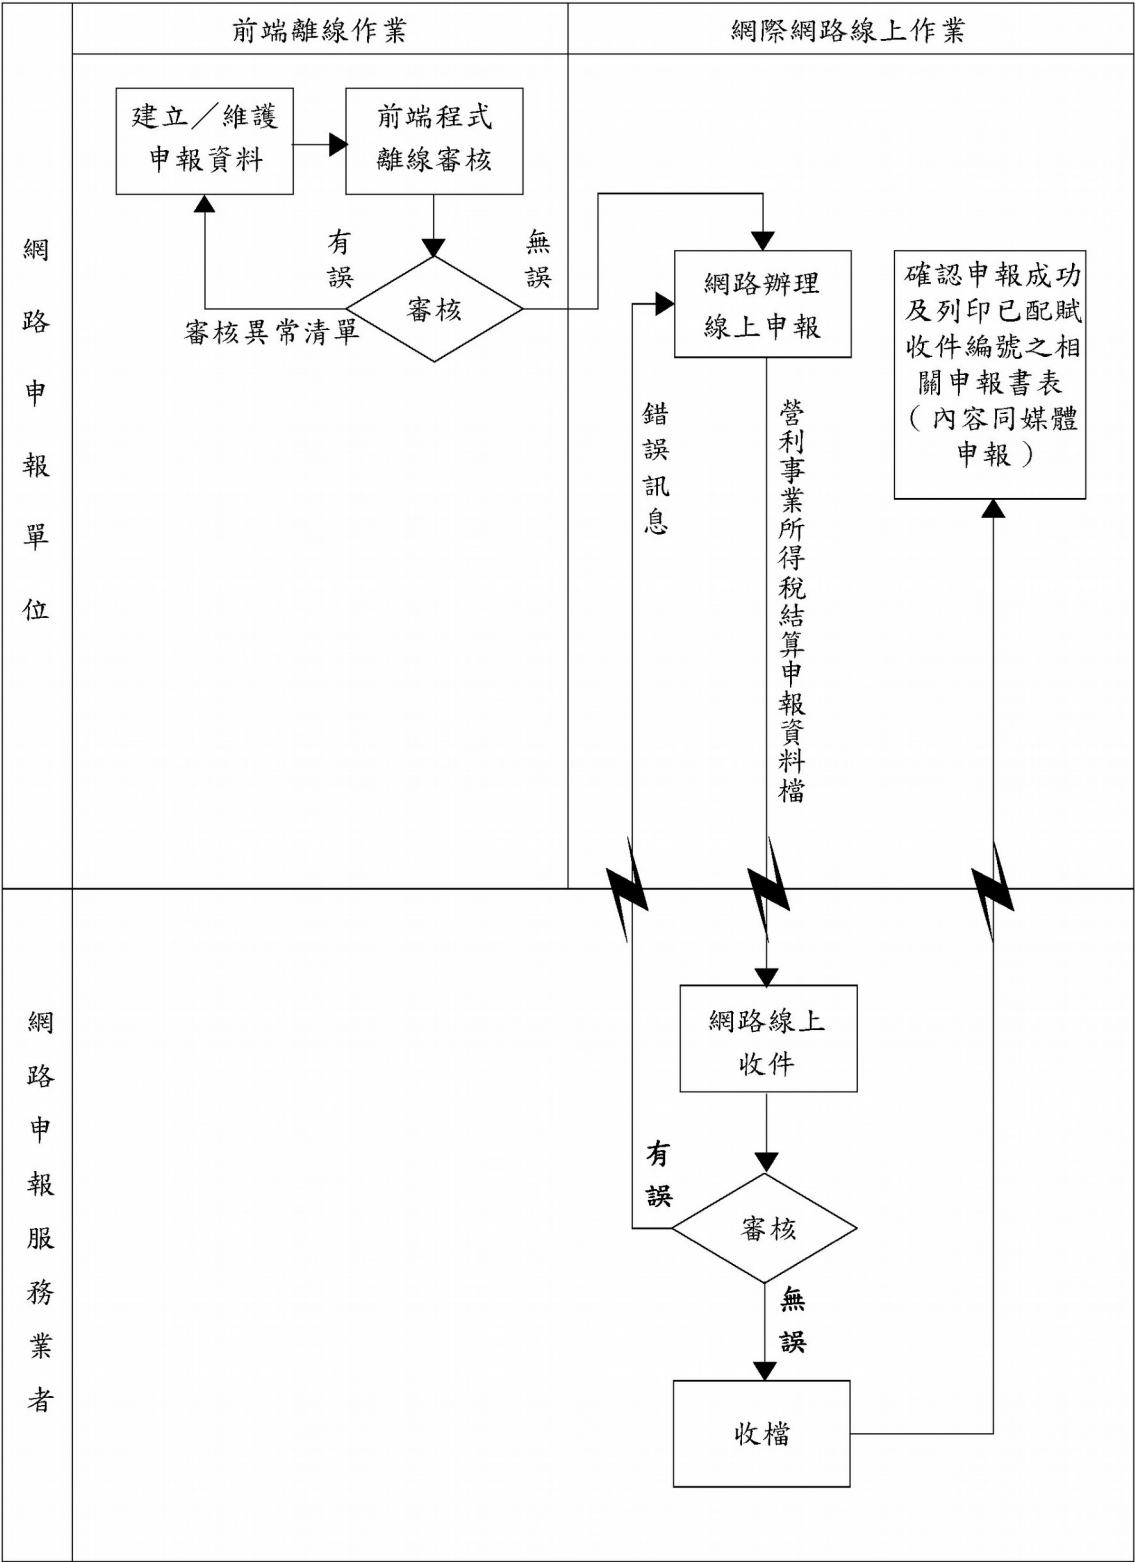 前端離線作業
網際網路線上作業
網路申報單位
建立／維護
申報資料
前端程式
離線審核
有誤
無誤
審核
審核異常清單
網路辦理
線上申報
確認申報成功
及列印已配賦
收件編號之相
關申報書表
（內容同媒體
申報）
錯誤訊息
營利事業所得稅結算申報資料檔
網路申報服務業者
網路線上
收件
有誤
審核
無誤
收檔